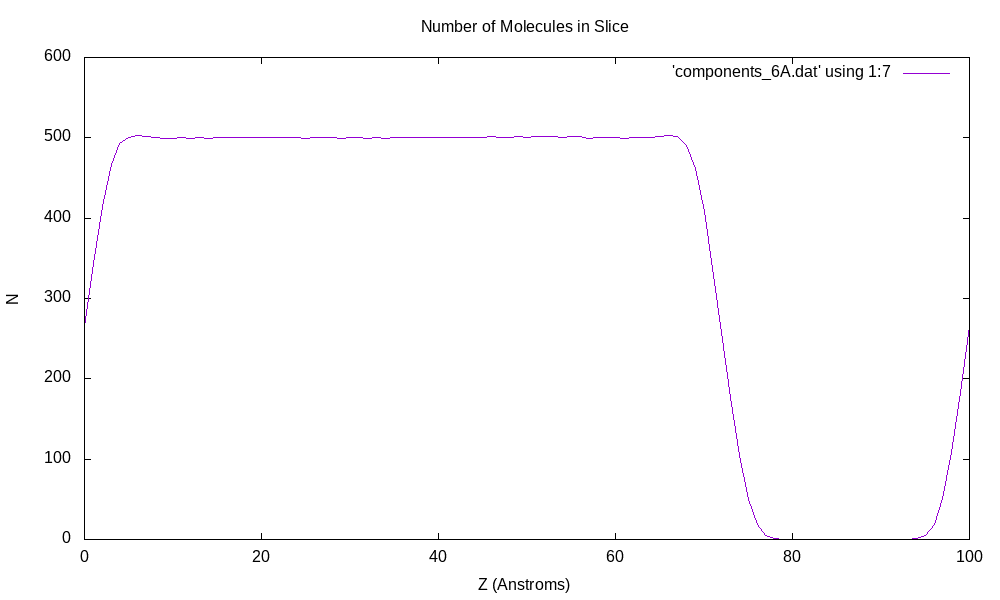 Number of Molecules in Slice
'components_6A.dat' using 1:7
600
500
400
300
200
100
0
N
0 20 40 60 80 100
Z (Anstroms)